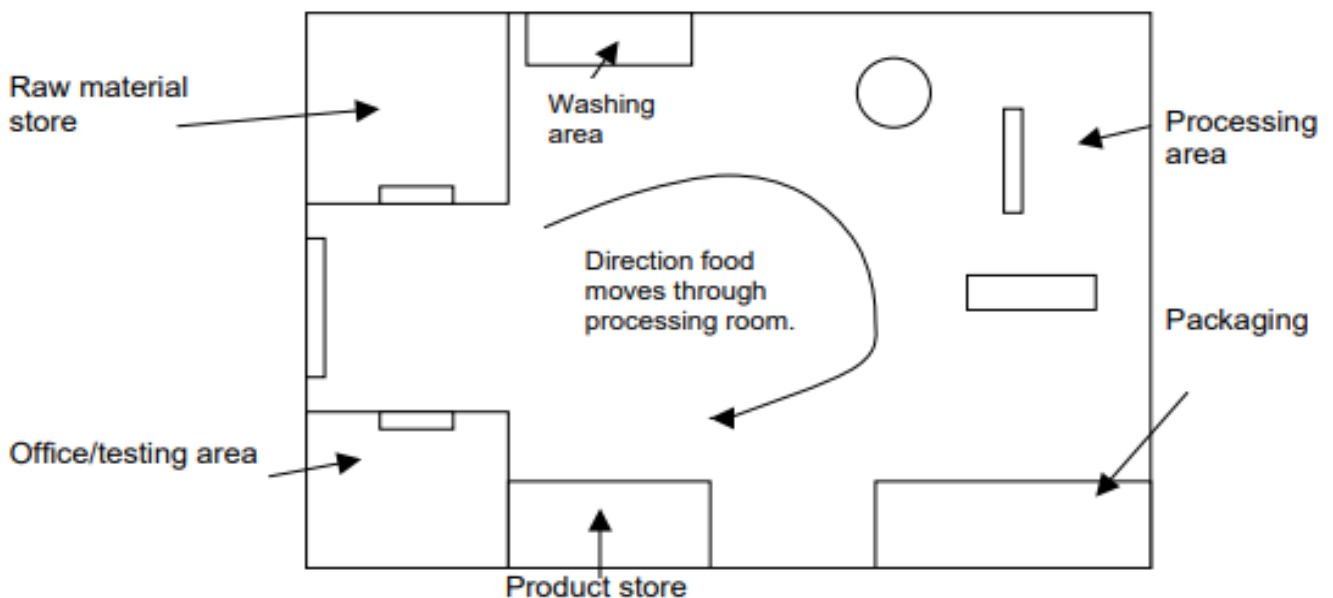 Raw material
store
Washing
area
Processing
area
Direction food
moves through
processing room.
Packaging
Office/testing area
Product store